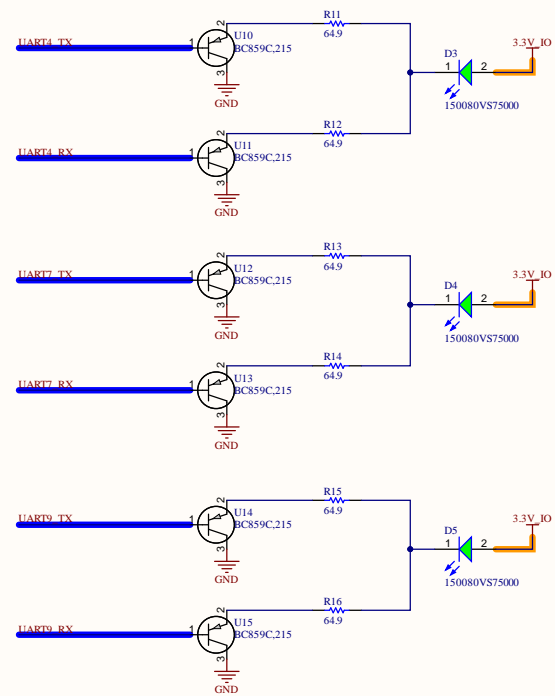 R11
64.9
UART4_TX
1
2
U10
BC859C,215
3
GND
D3
1
2
150080VS75000
3.3V_IO
R12
64.9
UART4_RX
1
2
U11
BC859C,215
3
GND
R13
64.9
UART7_TX
1
2
U12
BC859C,215
3
GND
D4
1
2
150080VS75000
3.3V_IO
R14
64.9
UART7_RX
1
2
U13
BC859C,215
3
GND
R15
64.9
UART9_TX
1
2
U14
BC859C,215
3
GND
D5
1
2
150080VS75000
3.3V_IO
R16
64.9
UART9_RX
1
2
U15
BC859C,215
3
GND